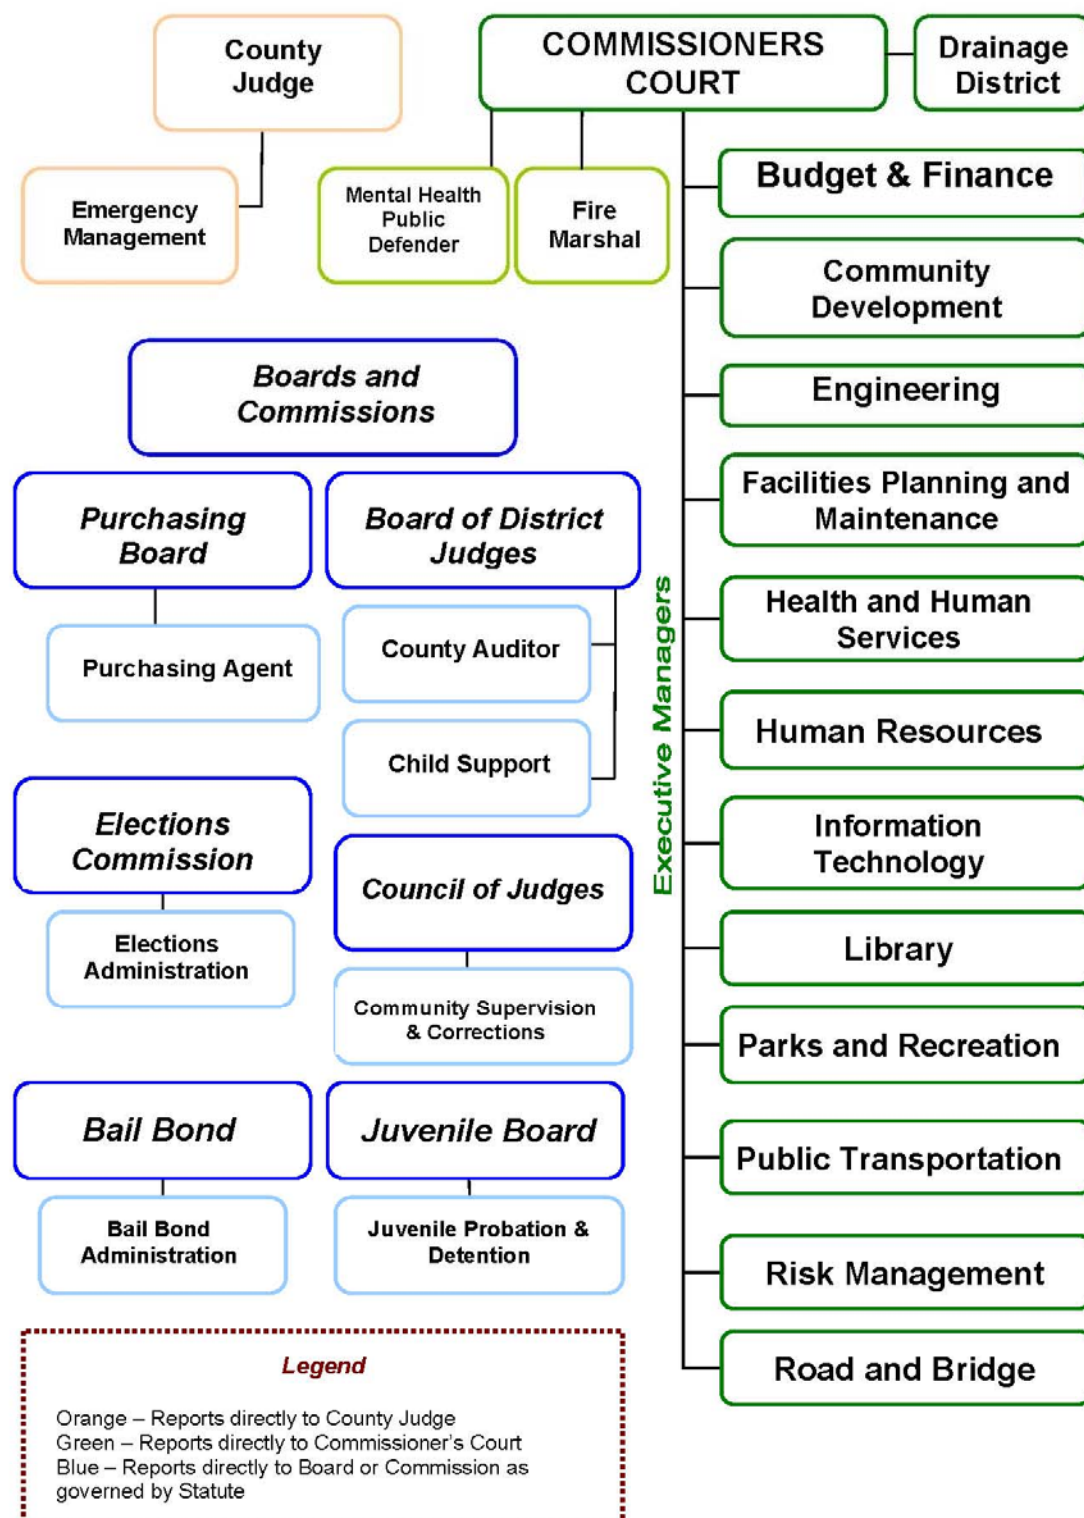 County
Judge
COMMISSIONERS
COURT
Drainage
District
Emergency
Management
Mental Health
Public
Defender
Fire
Marshal
Budget & Finance
Community
Development
Engineering
Facilities Planning and
Maintenance
Health and Human
Services
Human Resources
Information
Technology
Library
Parks and Recreation
Public Transportation
Risk Management
Road and Bridge
Executive Managers
Boards and
Commissions
Purchasing
Board
Purchasing Agent
Board of District
Judges
County Auditor
Child Support
Elections
Commission
Elections
Administration
Council of Judges
Community Supervision
& Corrections
Bail Bond
Bail Bond
Administration
Juvenile Board
Juvenile Probation &
Detention
Legend
Orange – Reports directly to County Judge
Green – Reports directly to Commissioner's Court
Blue – Reports directly to Board or Commission as
governed by Statute